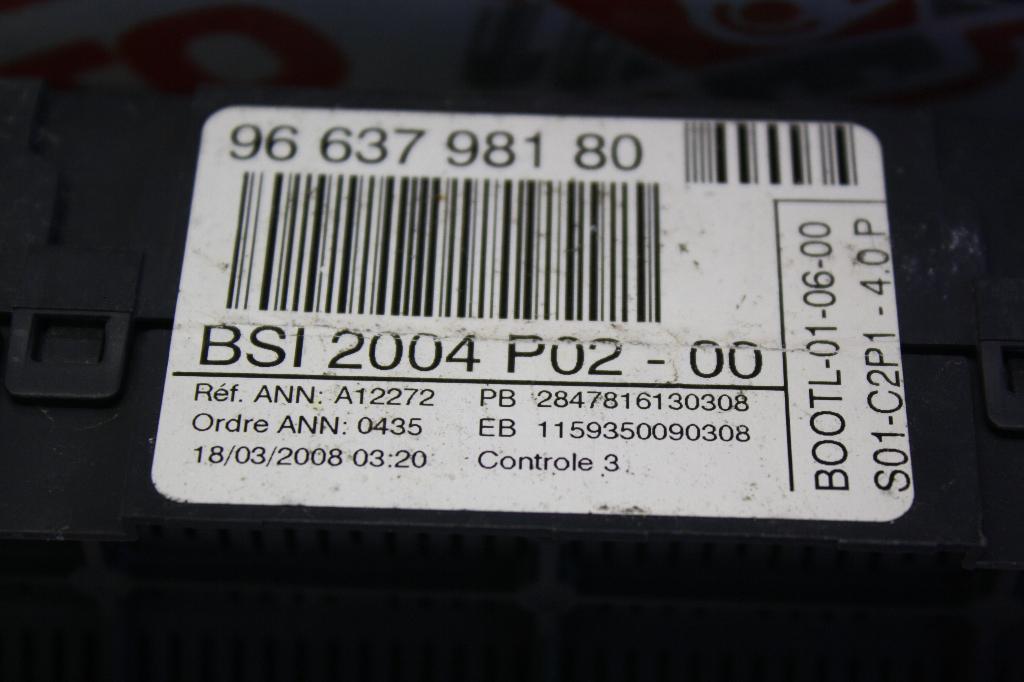 96 637 981 80
BSI 2004 P02 - 00
Réf. ANN: A12272 PB 2847816130308
Ordre ANN: 0435 EB 1159350090308
18/03/2008 03:20 Controle 3
BOOTL-01-06-00
S01-C2P1 - 4.0 P